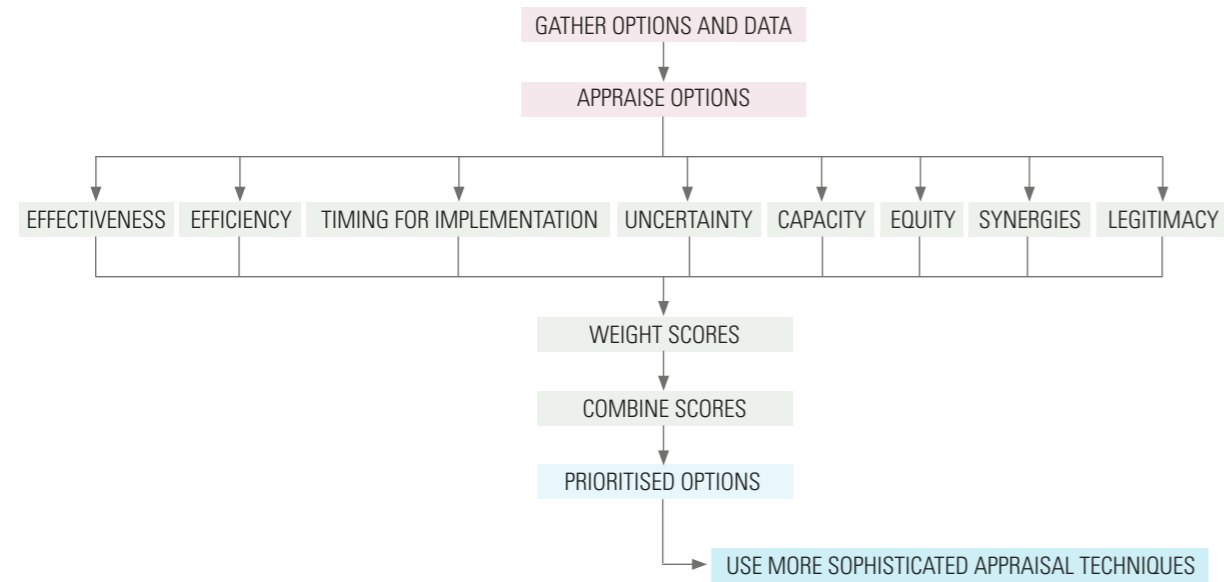 GATHER OPTIONS AND DATA
APPRAISE OPTIONS
EFFECTIVENESS
EFFICIENCY
TIMING FOR IMPLEMENTATION
UNCERTAINTY
CAPACITY
EQUITY
SYNERGIES
LEGITIMACY
WEIGHT SCORES
COMBINE SCORES
PRIORITISED OPTIONS
USE MORE SOPHISTICATED APPRAISAL TECHNIQUES